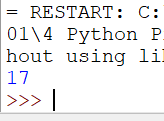 = RESTART: C:
01\4 Python P
hout using li
17
>>>